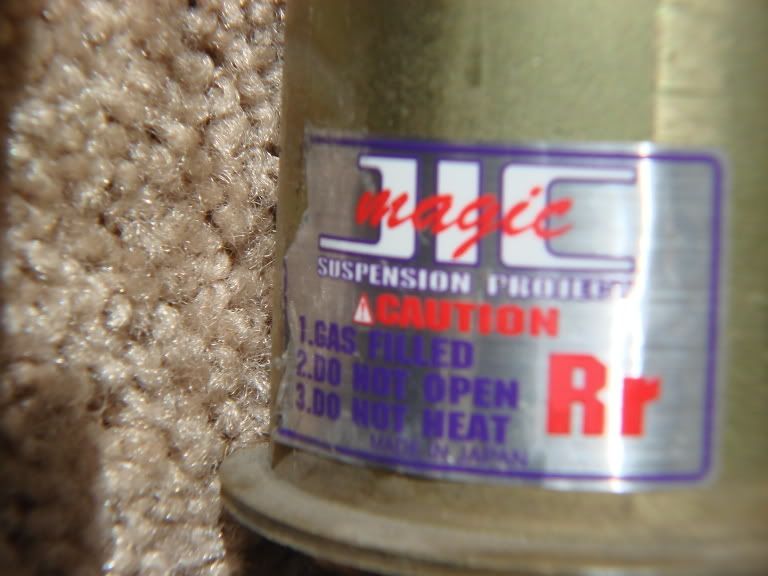 JIC
magic
SUSPENSION PROJECT
CAUTION
1.GAS FILLED
2.DO NOT OPEN
3.DO NOT HEAT
Rr
MADE IN JAPAN